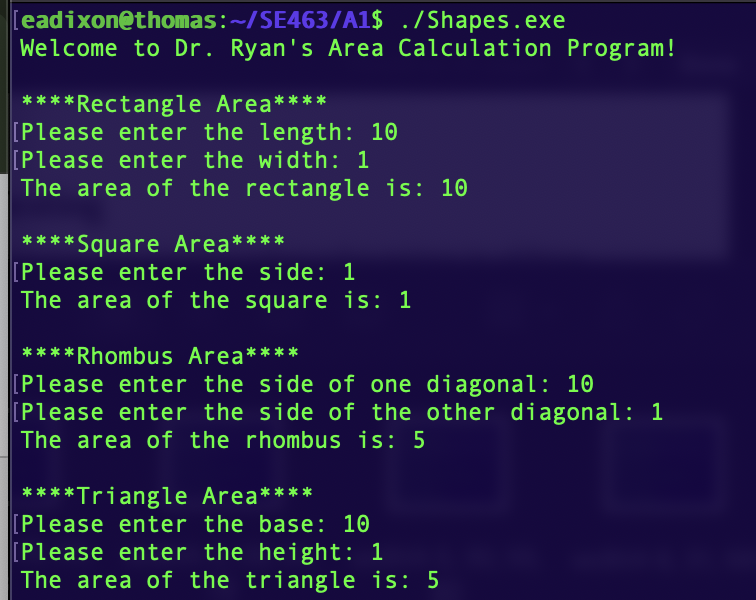 [eadixon@thomas:~/SE463/A1$ ./Shapes.exe
Welcome to Dr. Ryan's Area Calculation Program!
****Rectangle Area****
[Please enter the length: 10
[Please enter the width: 1
The area of the rectangle is: 10
****Square Area****
[Please enter the side: 1
The area of the square is: 1
****Rhombus Area****
[Please enter the side of one diagonal: 10
[Please enter the side of the other diagonal: 1
The area of the rhombus is: 5
****Triangle Area****
[Please enter the base: 10
[Please enter the height: 1
The area of the triangle is: 5